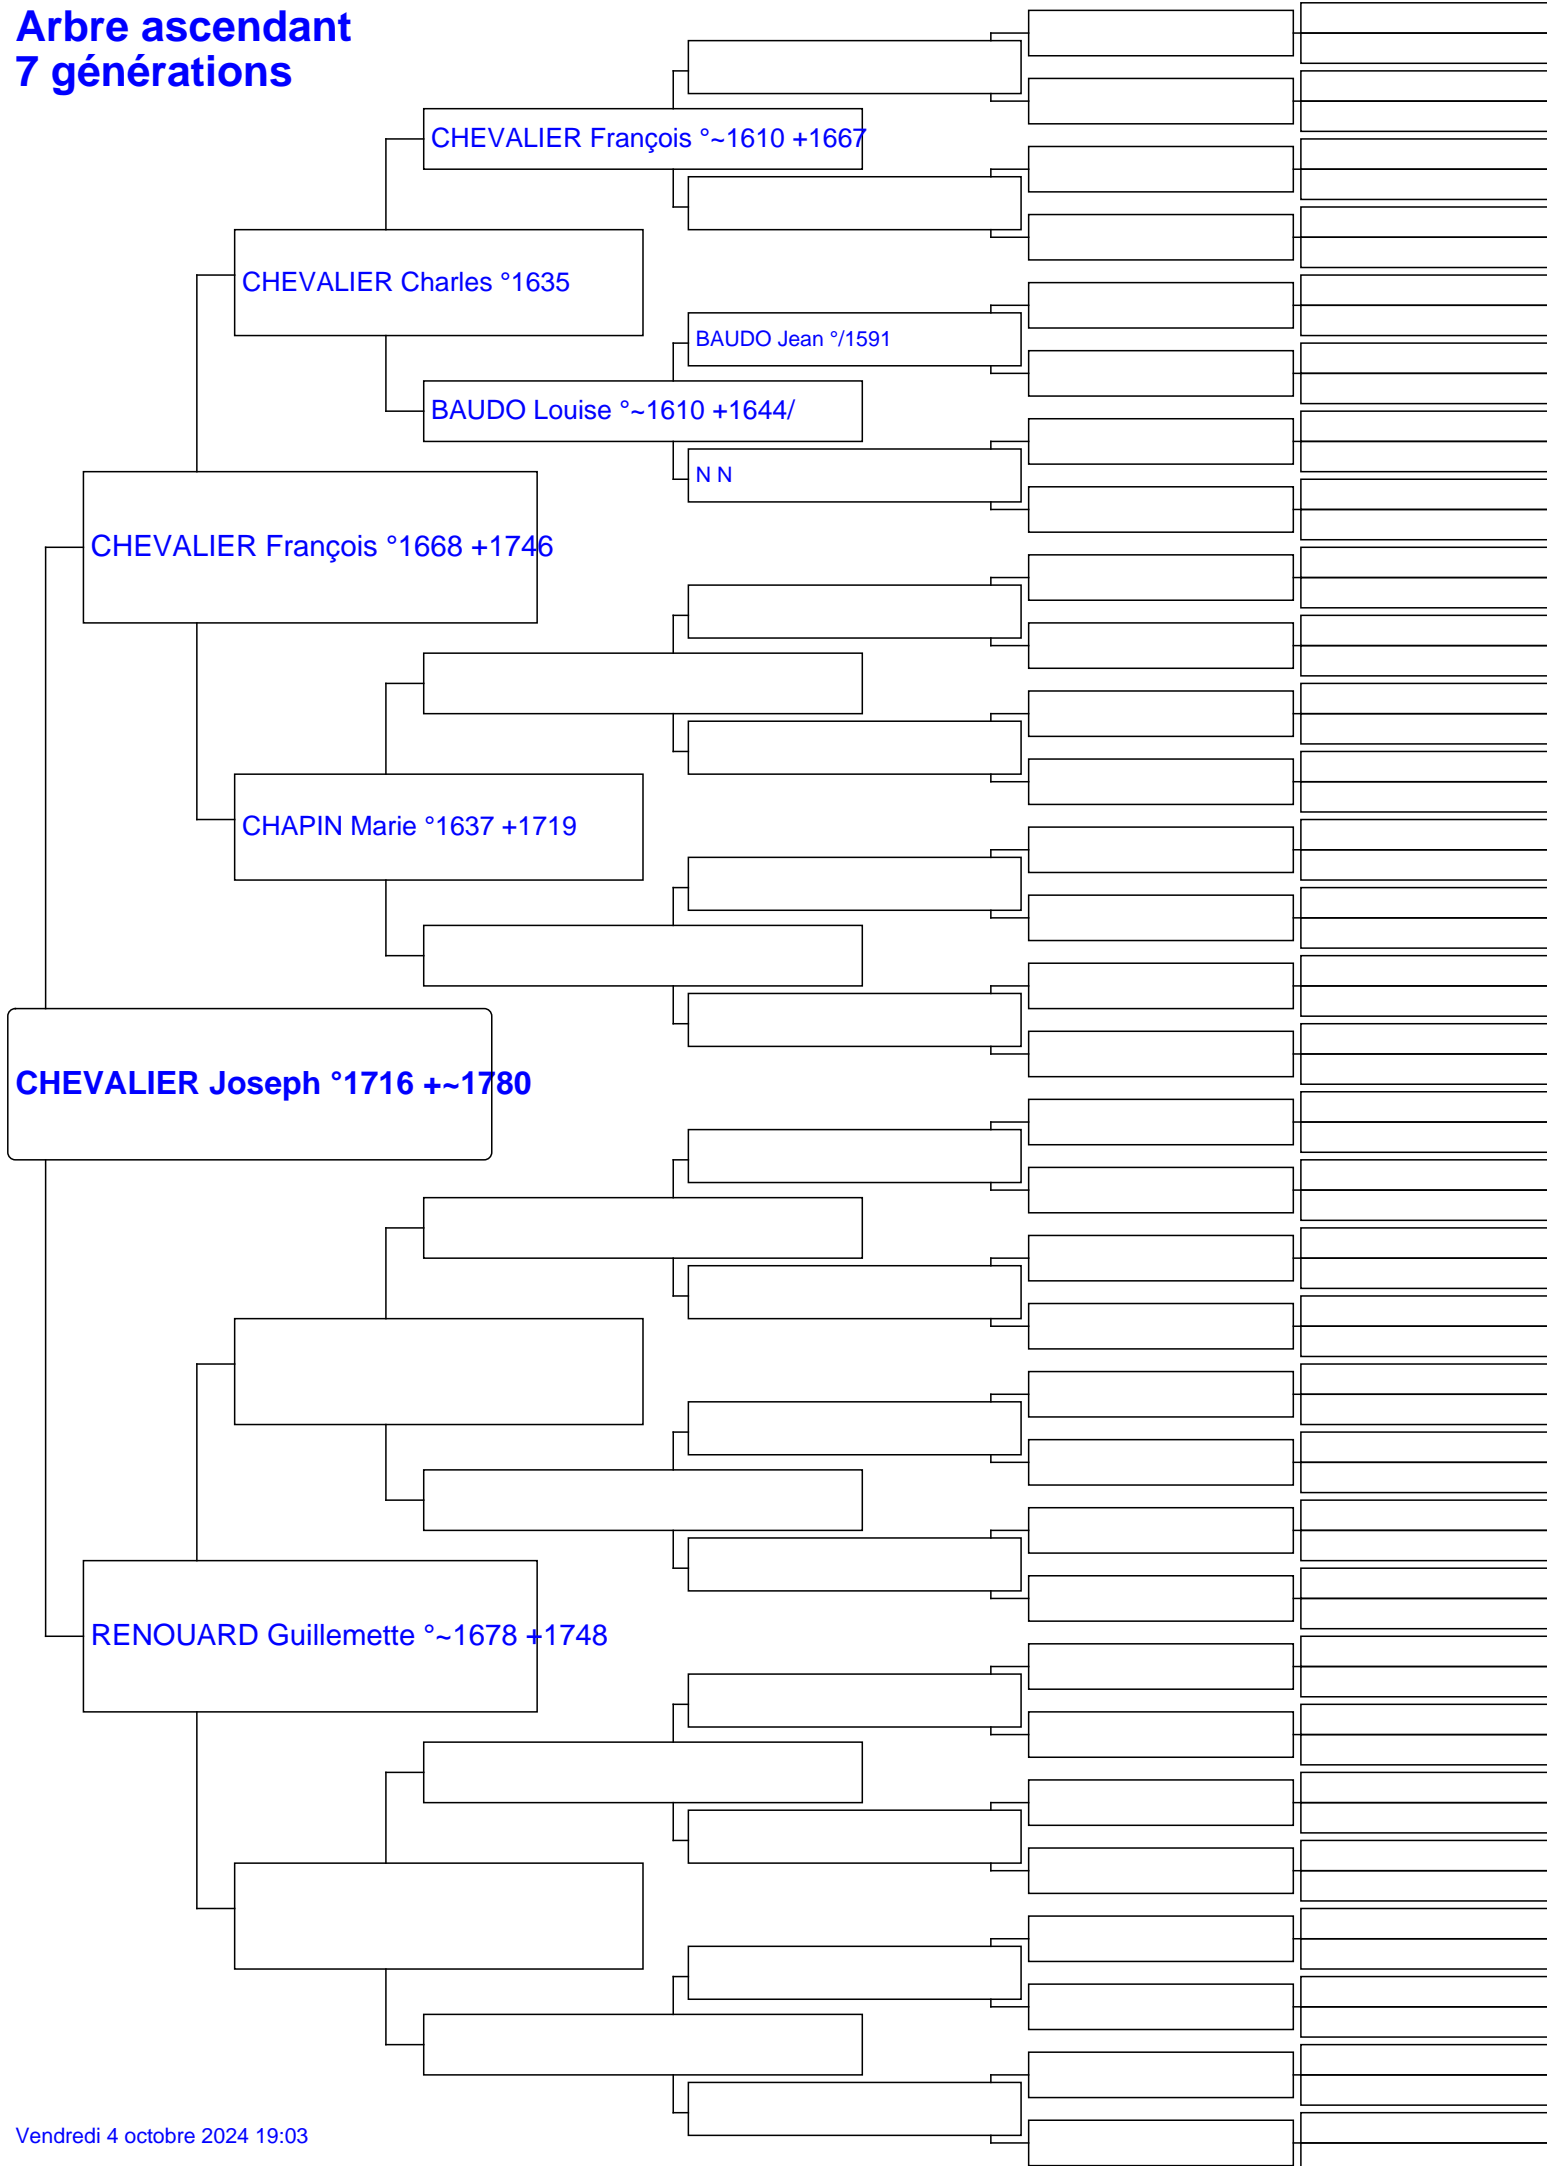 Arbre ascendant
7 générations
CHEVALIER François °~1610 +1667
CHEVALIER Charles °1635
BAUDO Jean °/1591
BAUDO Louise °~1610 +1644/
N N
CHEVALIER François °1668 +1746
CHAPIN Marie °1637 +1719
CHEVALIER Joseph °1716 +~1780
RENOUARD Guillemette °~1678 +1748
Vendredi 4 octobre 2024 19:03